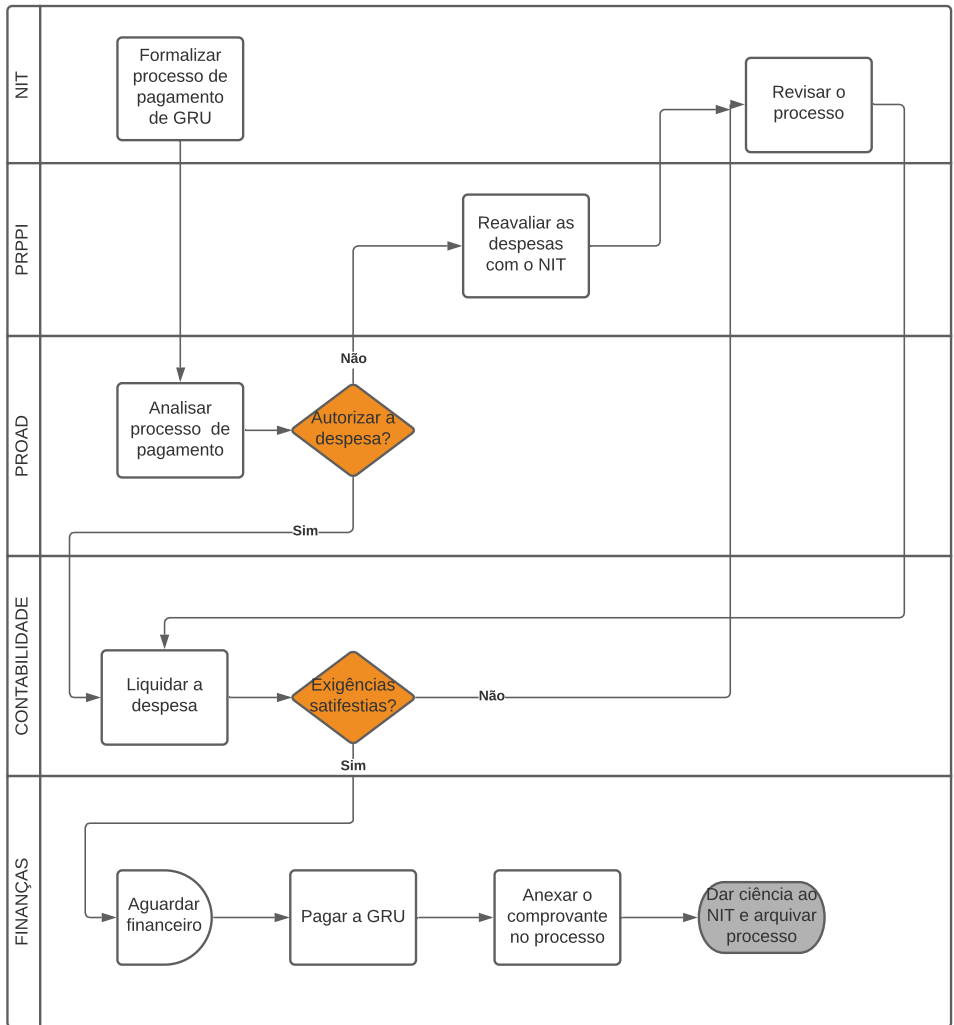 NIT
Formalizar
processo de
pagamento
de GRU
Revisar o
processo
PRPPI
Reavaliar as
despesas
com o NIT
PROAD
Não
Analisar
processo de
pagamento
Autorizar a
despesa?
Sim
CONTABILIDADE
Liquidar a
despesa
Exigências
satifestias?
Não
Sim
FINANÇAS
Aguardar
financeiro
Pagar a GRU
Anexar o
comprovante
no processo
Dar ciência ao
NIT e arquivar
processo